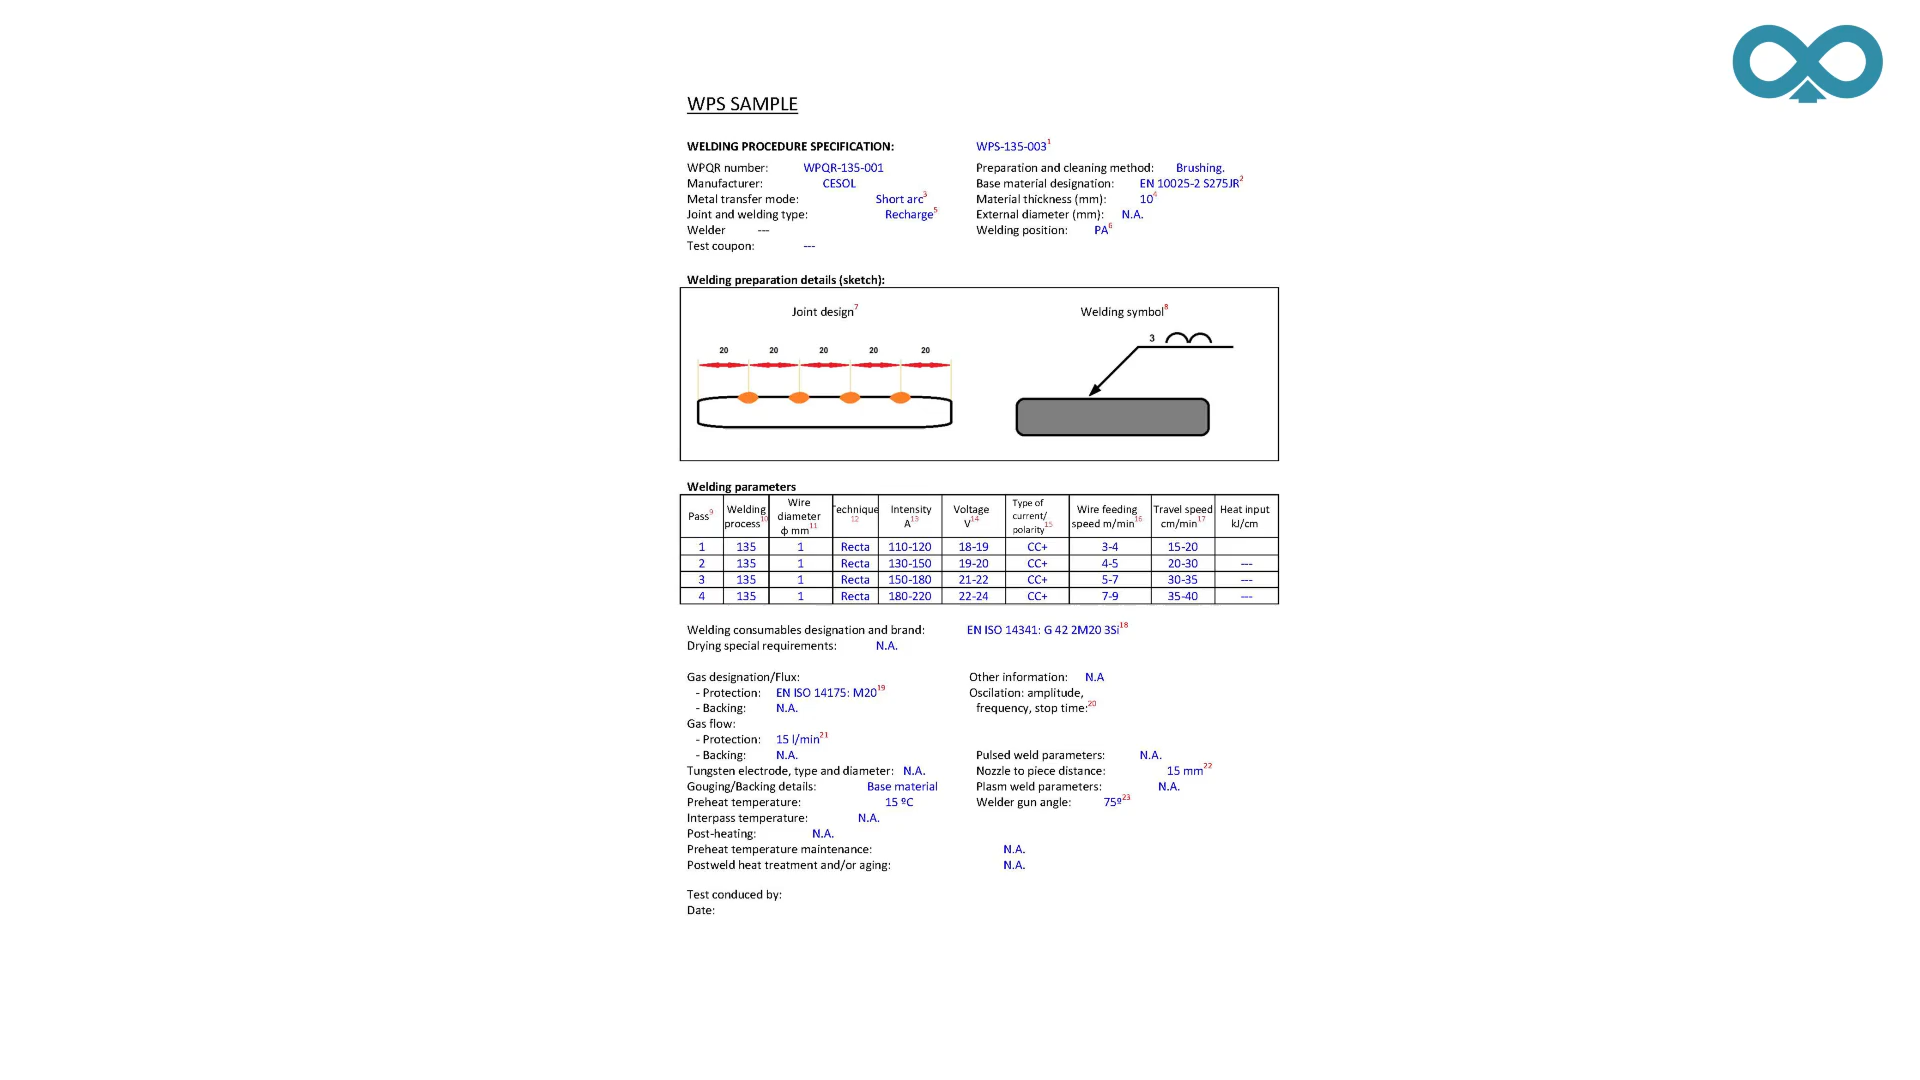 WPS SAMPLE
WELDING PROCEDURE SPECIFICATION: WPS-135-003¹
WPQR number: WPQR-135-001 Preparation and cleaning method: Brushing.
Manufacturer: CESOL Base material designation: EN 10025-2 S275JR²
Metal transfer mode: Short arc³ Material thickness (mm): 10⁴
Joint and welding type: Recharge⁵ External diameter (mm): N.A.
Welder --- Welding position: PA⁶
Test coupon: ---
Welding preparation details (sketch):
Joint design⁷ Welding symbol⁸
3
20 20 20 20 20
Welding parameters
Pass⁹ Welding process¹⁰ Wire diameter ф mm¹¹ Technique ¹² Intensity A¹³ Voltage V¹⁴ Type of current/ polarity¹⁵ Wire feeding speed m/min¹⁶ Travel speed cm/min¹⁷ Heat input kJ/cm
1 135 1 Recta 110-120 18-19 CC+ 3-4 15-20
2 135 1 Recta 130-150 19-20 CC+ 4-5 20-30 ---
3 135 1 Recta 150-180 21-22 CC+ 5-7 30-35 ---
4 135 1 Recta 180-220 22-24 CC+ 7-9 35-40 ---
Welding consumables designation and brand: EN ISO 14341: G 42 2M20 3Si¹⁸
Drying special requirements: N.A.
Gas designation/Flux: Other information: N.A
- Protection: EN ISO 14175: M20¹⁹ Oscilation: amplitude,
- Backing: N.A. frequency, stop time:²⁰
Gas flow:
- Protection: 15 l/min²¹
- Backing: N.A. Pulsed weld parameters: N.A.
Tungsten electrode, type and diameter: N.A. Nozzle to piece distance: 15 mm²²
Gouging/Backing details: Base material Plasm weld parameters: N.A.
Preheat temperature: 15 ºC Welder gun angle: 75º²³
Interpass temperature: N.A.
Post-heating: N.A.
Preheat temperature maintenance: N.A.
Postweld heat treatment and/or aging: N.A.
Test conduced by:
Date: